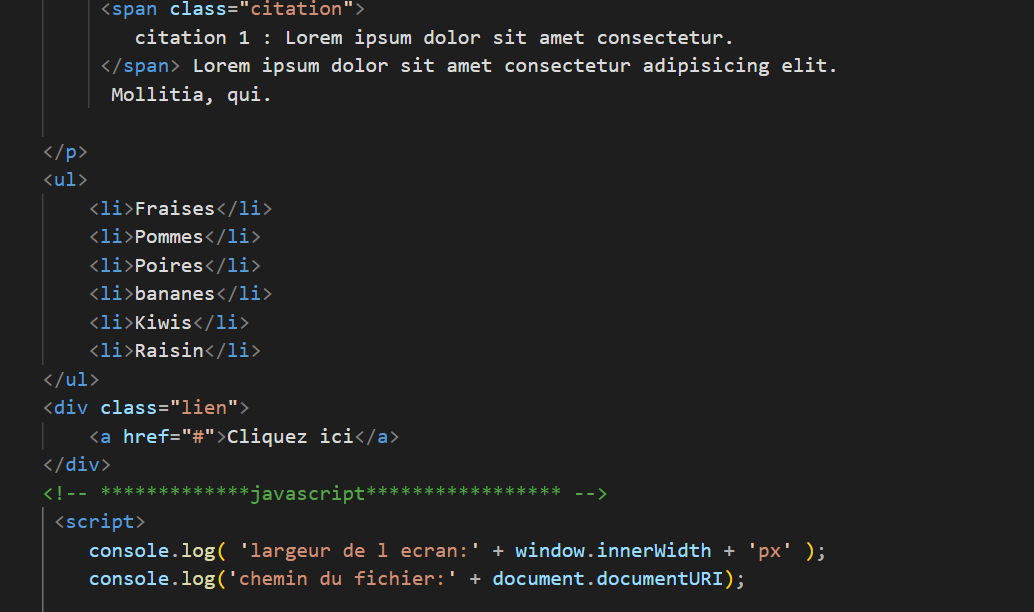 <span class="citation">
citation 1 : Lorem ipsum dolor sit amet consectetur.
</span> Lorem ipsum dolor sit amet consectetur adipisicing elit.
Mollitia, qui.
</p>
<ul>
<li>Fraises</li>
<li>Pommes</li>
<li>Poires</li>
<li>bananes</li>
<li>Kiwis</li>
<li>Raisin</li>
</ul>
<div class="lien">
<a href="#">Cliquez ici</a>
</div>
<!-- *************javascript***************** -->
<script>
console.log( 'largeur de l ecran:' + window.innerWidth + 'px' );
console.log('chemin du fichier:' + document.documentURI);